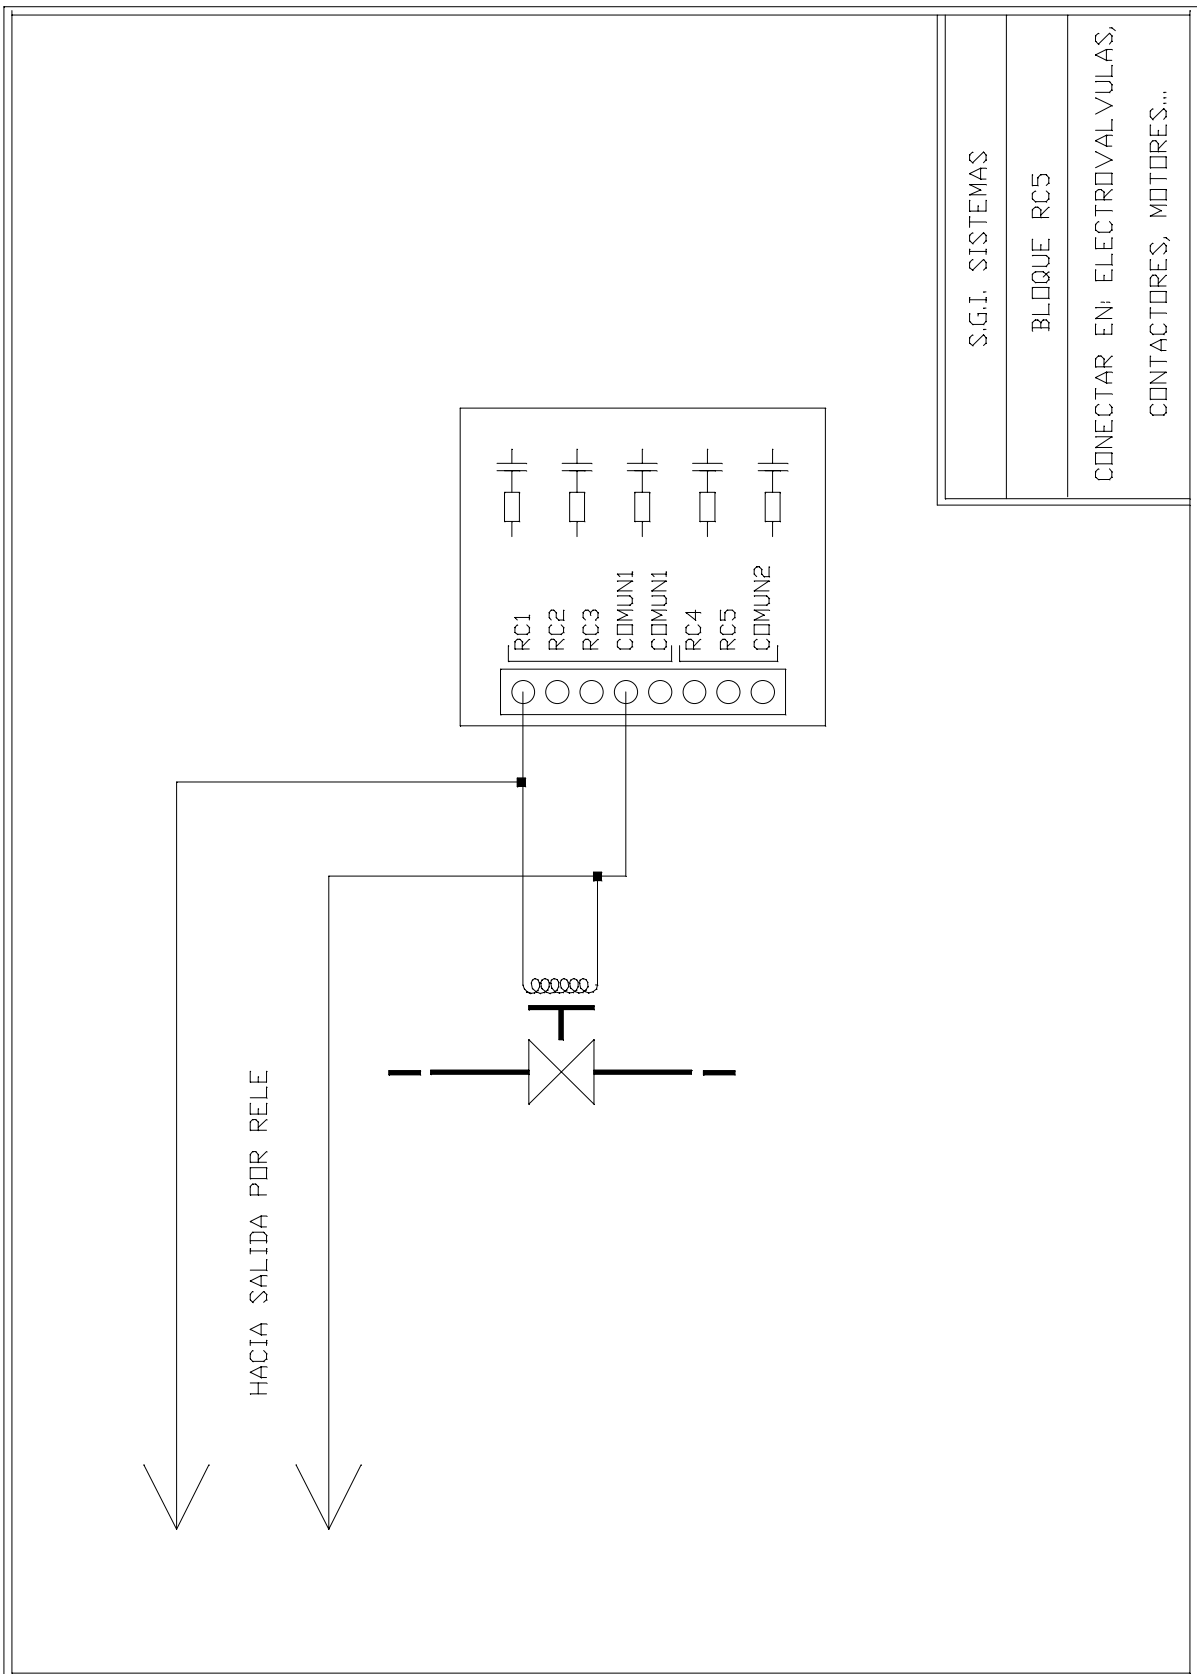 S.G.I. SISTEMAS
BLOQUE RC5
CONECTAR EN: ELECTROVALVULAS,
CONTACTORES, MOTORES...
RC1
RC2
RC3
COMUN1
COMUN1
RC4
RC5
COMUN2
HACIA SALIDA POR RELE